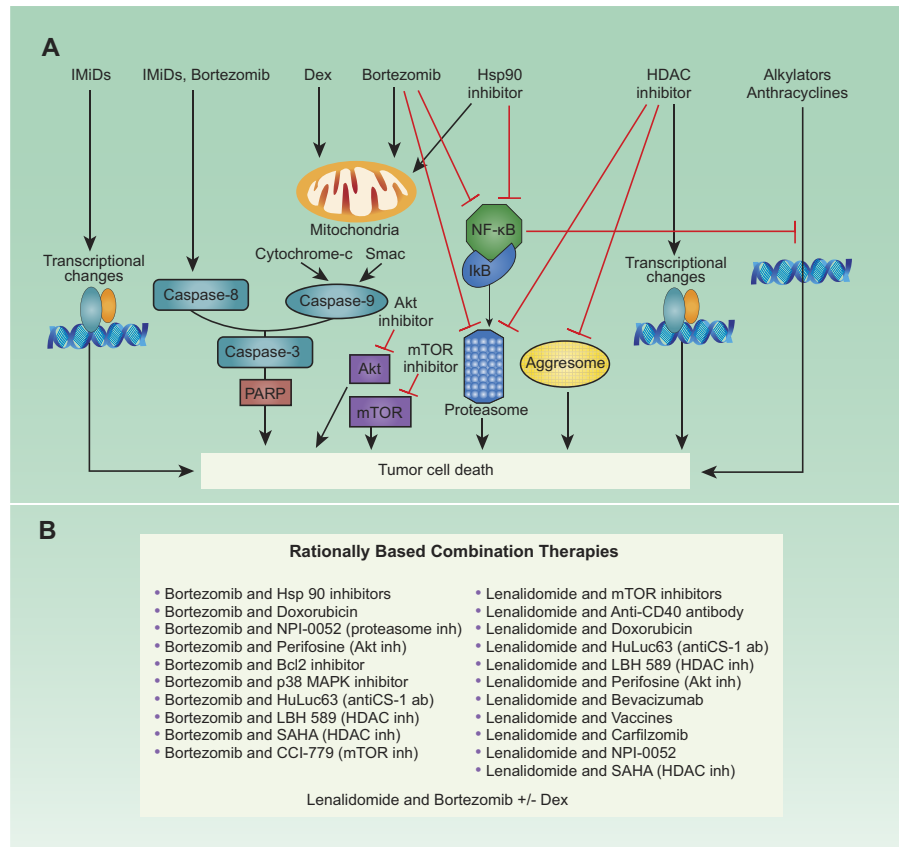 A
IMiDs
IMiDs, Bortezomib
Dex
Bortezomib
Hsp90
inhibitor
HDAC
inhibitor
Alkylators
Anthracyclines
Mitochondria
NF-κB
IkB
Transcriptional
changes
Cytochrome-c
Smac
Caspase-8
Caspase-9
Akt
inhibitor
Transcriptional
changes
Caspase-3
mTOR
inhibitor
Akt
Aggresome
PARP
mTOR
Proteasome
Tumor cell death
B
Rationally Based Combination Therapies
• Bortezomib and Hsp 90 inhibitors
• Bortezomib and Doxorubicin
• Bortezomib and NPI-0052 (proteasome inh)
• Bortezomib and Perifosine (Akt inh)
• Bortezomib and Bcl2 inhibitor
• Bortezomib and p38 MAPK inhibitor
• Bortezomib and HuLuc63 (antiCS-1 ab)
• Bortezomib and LBH 589 (HDAC inh)
• Bortezomib and SAHA (HDAC inh)
• Bortezomib and CCI-779 (mTOR inh)
• Lenalidomide and mTOR inhibitors
• Lenalidomide and Anti-CD40 antibody
• Lenalidomide and Doxorubicin
• Lenalidomide and HuLuc63 (antiCS-1 ab)
• Lenalidomide and LBH 589 (HDAC inh)
• Lenalidomide and Perifosine (Akt inh)
• Lenalidomide and Bevacizumab
• Lenalidomide and Vaccines
• Lenalidomide and Carfilzomib
• Lenalidomide and NPI-0052
• Lenalidomide and SAHA (HDAC inh)
Lenalidomide and Bortezomib +/- Dex